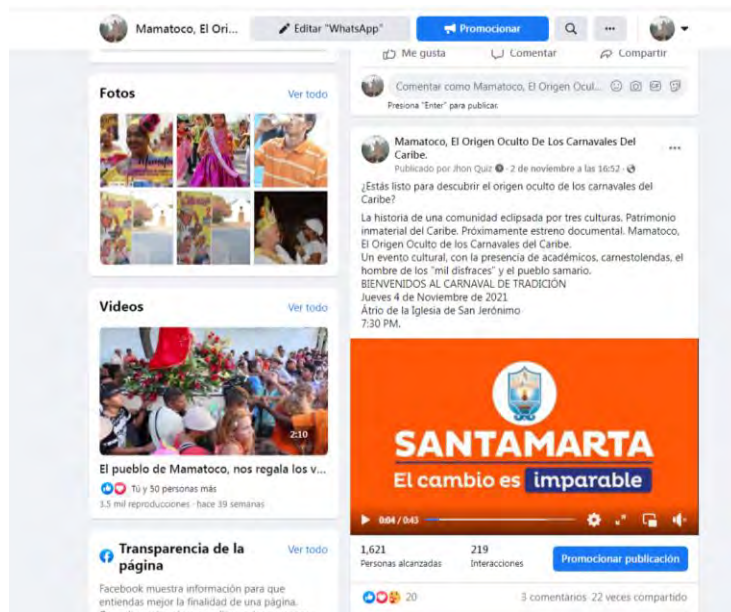 Mamatoco, El Ori...
Editar "WhatsApp"
Promocionar
Fotos
Ver todo
Videos
Ver todo
2:10
El pueblo de Mamatoco, nos regala los v...
Tú y 50 personas más
3.5 mil reproducciones · hace 39 semanas
Transparencia de la
página
Ver todo
Facebook muestra información para que
entiendas mejor la finalidad de una página.
Me gusta
Comentar
Compartir
Comentar como Mamatoco, El Origen Ocul...
Presiona "Enter" para publicar.
Mamatoco, El Origen Oculto De Los Carnavales Del
Caribe.
Publicado por Jhon Quiz · 2 de noviembre a las 16:52 ·
¿Estás listo para descubrir el origen oculto de los carnavales del
Caribe?
La historia de una comunidad eclipsada por tres culturas. Patrimonio
inmaterial del Caribe. Próximamente estreno documental. Mamatoco,
El Origen Oculto de los Carnavales del Caribe.
Un evento cultural, con la presencia de académicos, carnestolendas, el
hombre de los "mil disfraces" y el pueblo samario.
BIENVENIDOS AL CARNAVAL DE TRADICIÓN
Jueves 4 de Noviembre de 2021
Átrio de la Iglesia de San Jerónimo
7:30 PM.
SANTAMARTA
El cambio es imparable
0:04 / 0:43
1,621
Personas alcanzadas
219
Interacciones
Promocionar publicación
20
3 comentarios 22 veces compartido